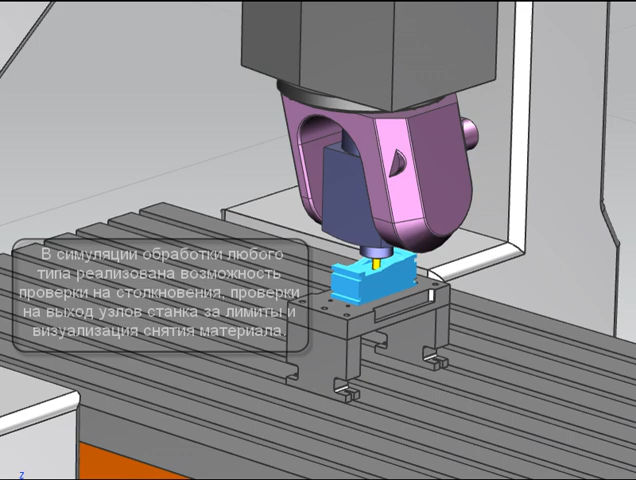 В симуляции обработки любого
типа реализована возможность
проверки на столкновения, проверки
на выход узлов станка за лимиты и
визуализация снятия материала.
z